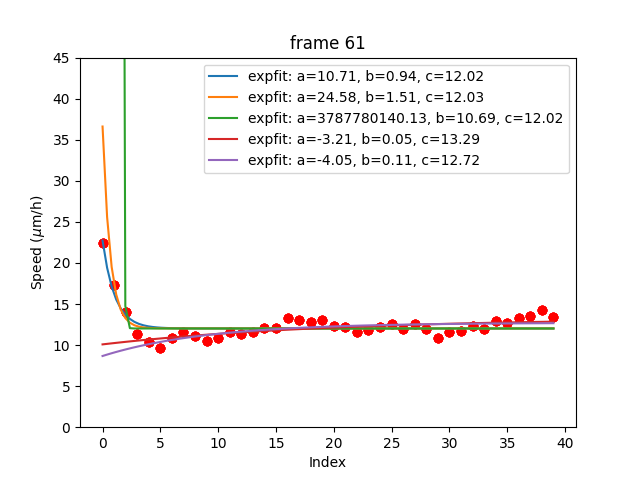 frame 61
expfit: a=10.71, b=0.94, c=12.02
expfit: a=24.58, b=1.51, c=12.03
expfit: a=3787780140.13, b=10.69, c=12.02
expfit: a=-3.21, b=0.05, c=13.29
expfit: a=-4.05, b=0.11, c=12.72
Speed (μm/h)
45
40
35
30
25
20
15
10
5
0
0 5 10 15 20 25 30 35 40
Index